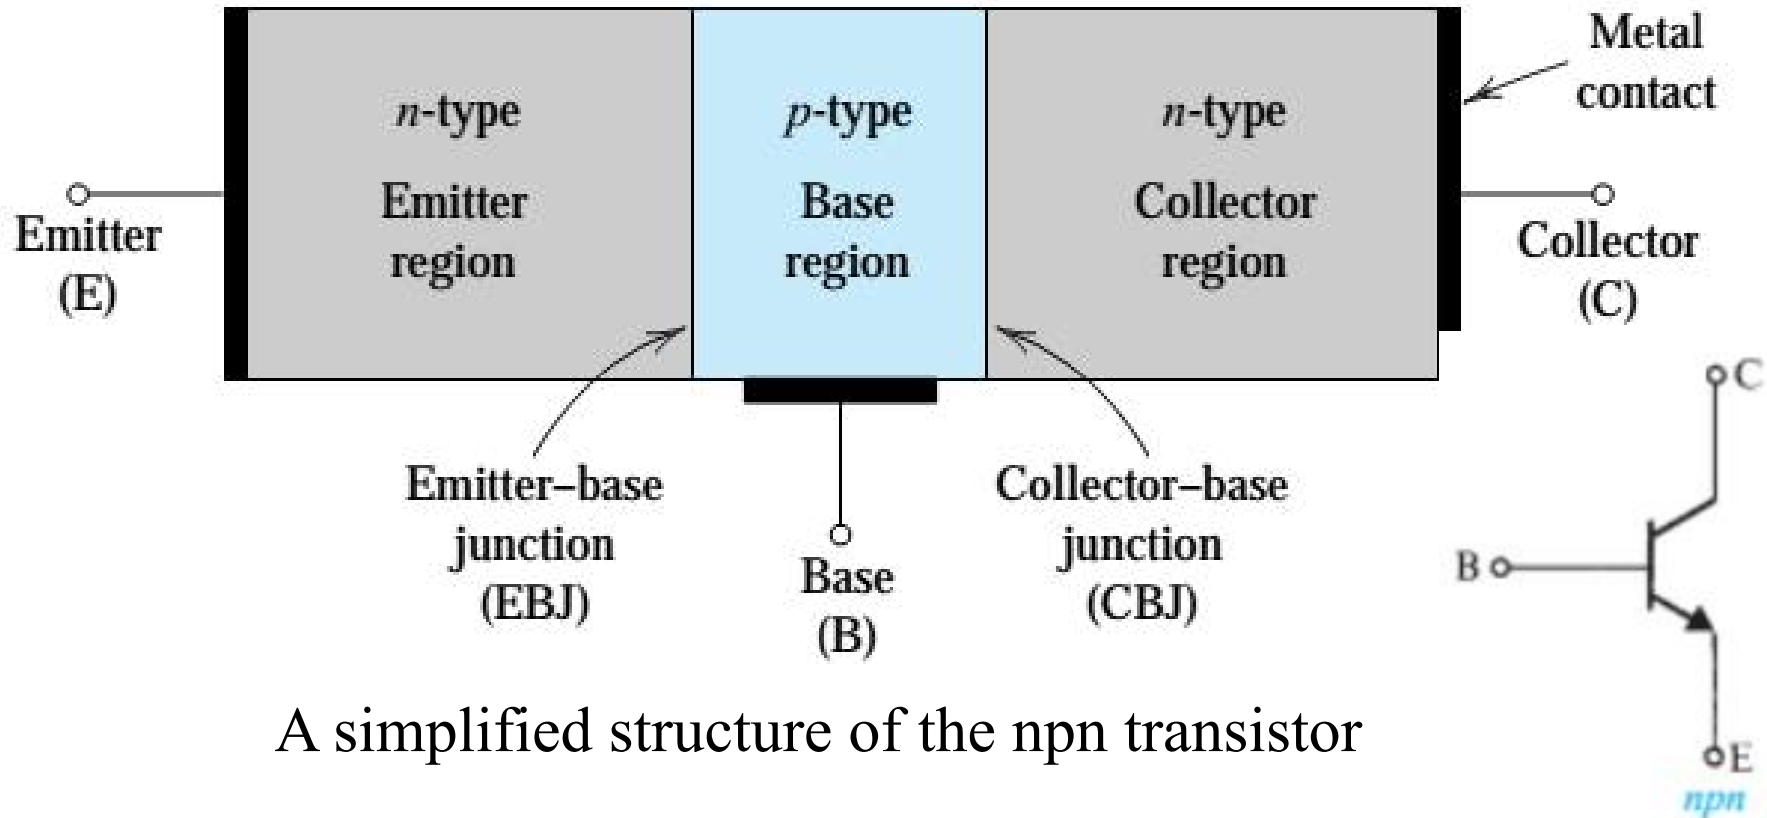 Metal
contact
n-type
Emitter
region
p-type
Base
region
n-type
Collector
region
Emitter
(E)
Collector
(C)
Emitter–base
junction
(EBJ)
Base
(B)
Collector–base
junction
(CBJ)
C
B
E
npn
A simplified structure of the npn transistor